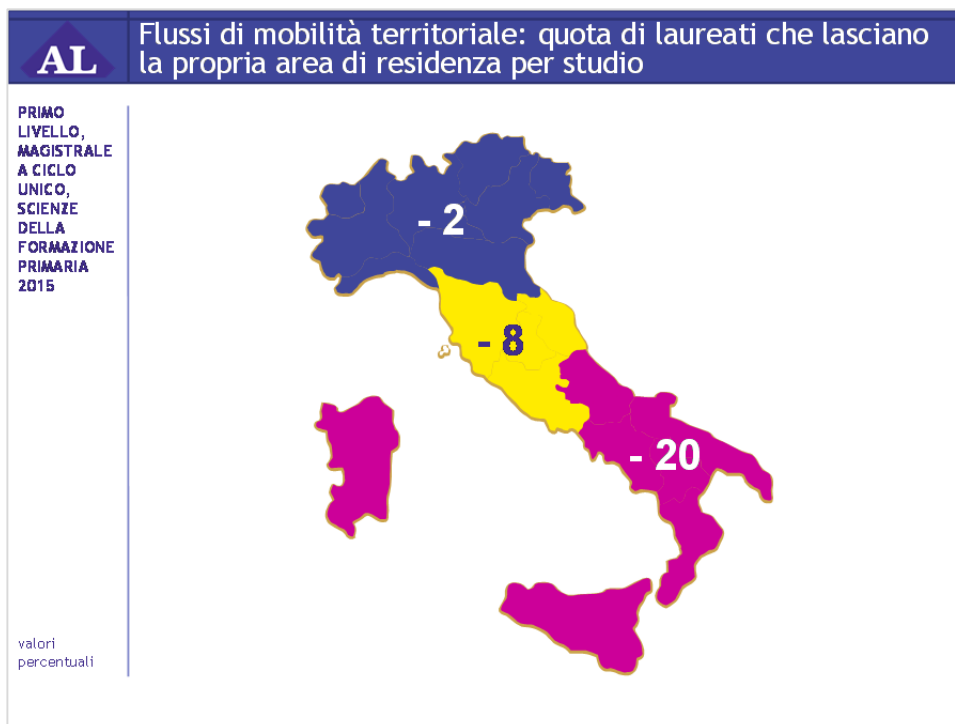 AL
Flussi di mobilità territoriale: quota di laureati che lasciano
la propria area di residenza per studio
PRIMO
LIVELLO,
MAGISTRALE
A CICLO
UNICO,
SCIENZE
DELLA
FORMAZIONE
PRIMARIA
2015
- 2
- 8
- 20
valori
percentuali